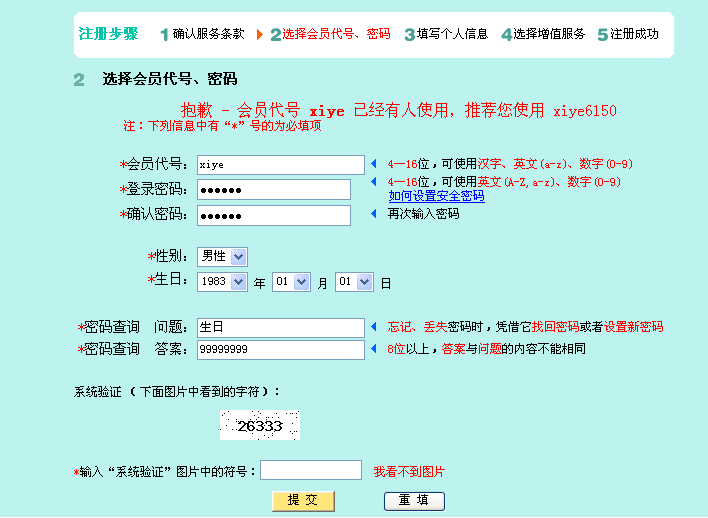 注册步骤 1确认服务条款 2选择会员代号、密码 3填写个人信息 4选择增值服务 5注册成功
2 选择会员代号、密码
抱歉 - 会员代号 xiye 已经有人使用，推荐您使用 xiye6150
注：下列信息中有“*”号的为必填项
*会员代号： xiye 4—16位，可使用汉字、英文(a-z)、数字(0-9)
*登录密码： ●●●●●● 4—16位，可使用英文(A-Z,a-z)、数字(0-9)
如何设置安全密码
*确认密码： ●●●●●● 再次输入密码
*性别： 男性
*生日： 1983 年 01 月 01 日
*密码查询 问题： 生日 忘记、丢失密码时，凭借它找回密码或者设置新密码
*密码查询 答案： 99999999 8位以上，答案与问题的内容不能相同
系统验证（下面图片中看到的字符）：
26333
*输入“系统验证”图片中的符号： 我看不到图片
提 交 重 填